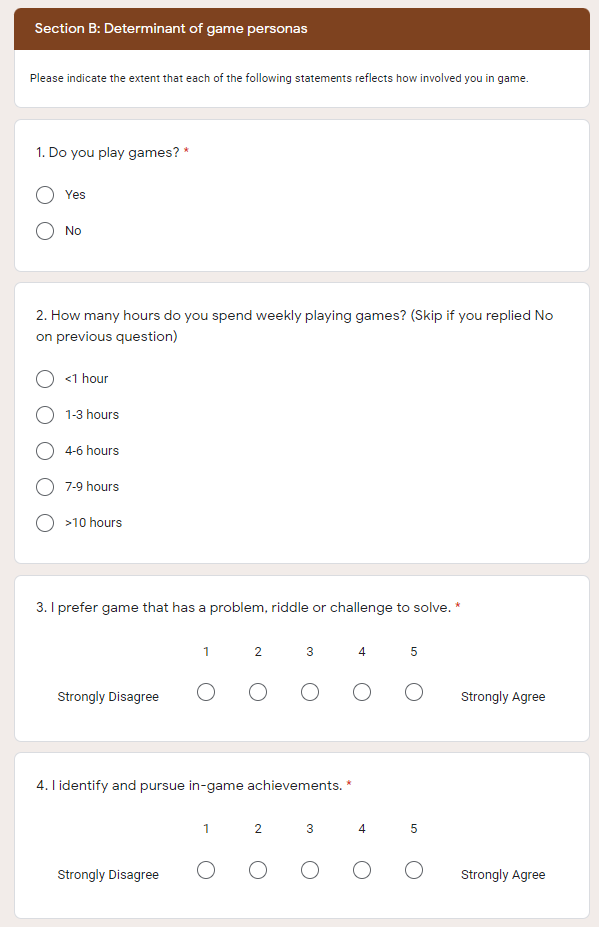 Section B: Determinant of game personas
Please indicate the extent that each of the following statements reflects how involved you in game.
1. Do you play games? *
Yes
No
2. How many hours do you spend weekly playing games? (Skip if you replied No
on previous question)
<1 hour
1-3 hours
4-6 hours
7-9 hours
>10 hours
3. I prefer game that has a problem, riddle or challenge to solve. *
1 2 3 4 5
Strongly Disagree Strongly Agree
4. I identify and pursue in-game achievements. *
1 2 3 4 5
Strongly Disagree Strongly Agree